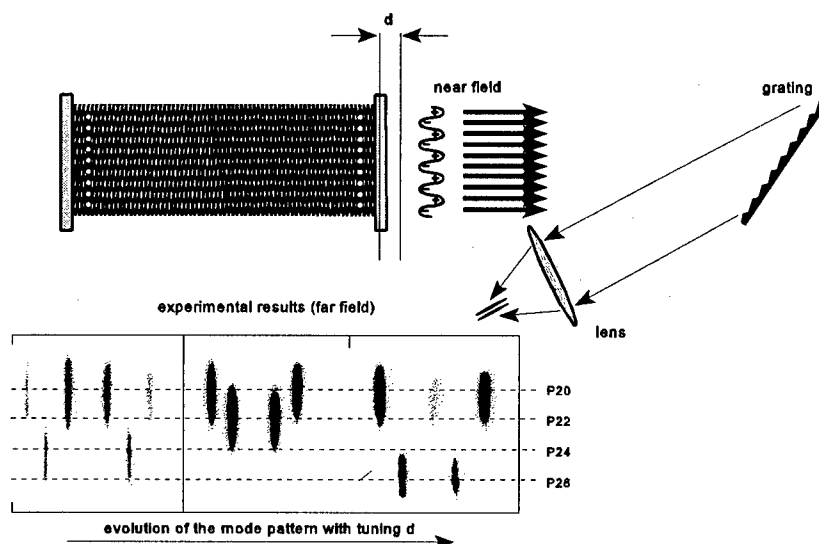 d
near field
grating
lens
experimental results (far field)
P20
P22
P24
P26
evolution of the mode pattern with tuning d